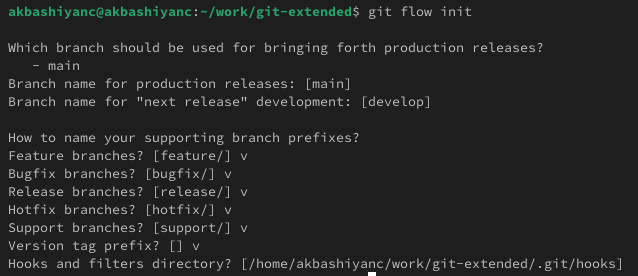 akbashiyanc@akbashiyanc:~/work/git-extended$ git flow init
Which branch should be used for bringing forth production releases?
- main
Branch name for production releases: [main]
Branch name for "next release" development: [develop]
How to name your supporting branch prefixes?
Feature branches? [feature/] v
Bugfix branches? [bugfix/] v
Release branches? [release/] v
Hotfix branches? [hotfix/] v
Support branches? [support/] v
Version tag prefix? [] v
Hooks and filters directory? [/home/akbashiyanc/work/git-extended/.git/hooks]